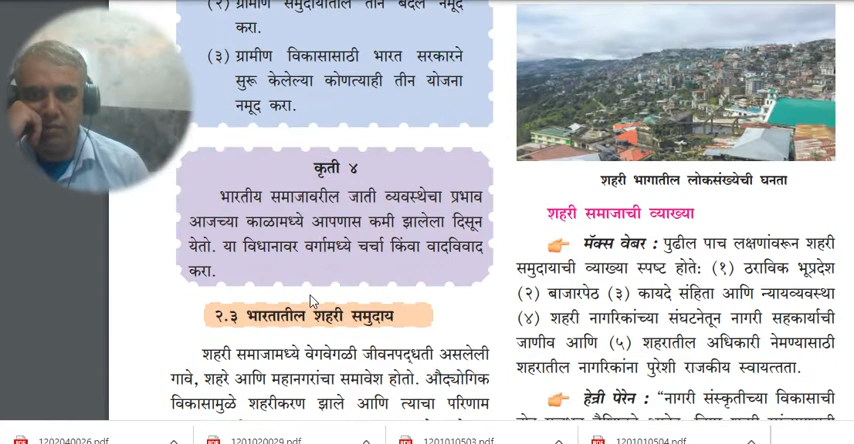 (२) ग्रामीण समुदायातील तीन बदल नमूद
करा.
(३) ग्रामीण विकासासाठी भारत सरकारने
सुरू केलेल्या कोणत्याही तीन योजना
नमूद करा.
कृती ४
भारतीय समाजावरील जाती व्यवस्थेचा प्रभाव
आजच्या काळामध्ये आपणास कमी झालेला दिसून
येतो. या विधानावर वर्गामध्ये चर्चा किंवा वादविवाद
करा.
२.३ भारतातील शहरी समुदाय
शहरी समाजामध्ये वेगवेगळी जीवनपद्धती असलेली
गावे, शहरे आणि महानगरांचा समावेश होतो. औद्योगिक
विकासामुळे शहरीकरण झाले आणि त्याचा परिणाम
शहरी भागातील लोकसंख्येची घनता
शहरी समाजाची व्याख्या
मॅक्स वेबर : पुढील पाच लक्षणांवरून शहरी
समुदायाची व्याख्या स्पष्ट होते: (१) ठराविक भूप्रदेश
(२) बाजारपेठ (३) कायदे संहिता आणि न्यायव्यवस्था
(४) शहरी नागरिकांच्या संघटनेतून नागरी सहकार्याची
जाणीव आणि (५) शहरातील अधिकारी नेमण्यासाठी
शहरातील नागरिकांना पुरेशी राजकीय स्वायत्तता.
हेन्री पेरेन : “नागरी संस्कृतीच्या विकासाची
1202040026.pdf
1201020029.pdf
1201010503.pdf
1201010504.pdf